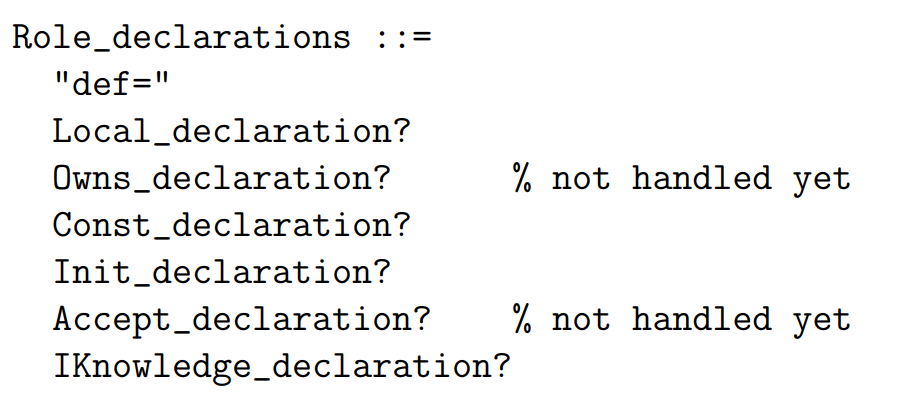 Role_declarations ::=
"def="
Local_declaration?
Owns_declaration? % not handled yet
Const_declaration?
Init_declaration?
Accept_declaration? % not handled yet
IKnowledge_declaration?